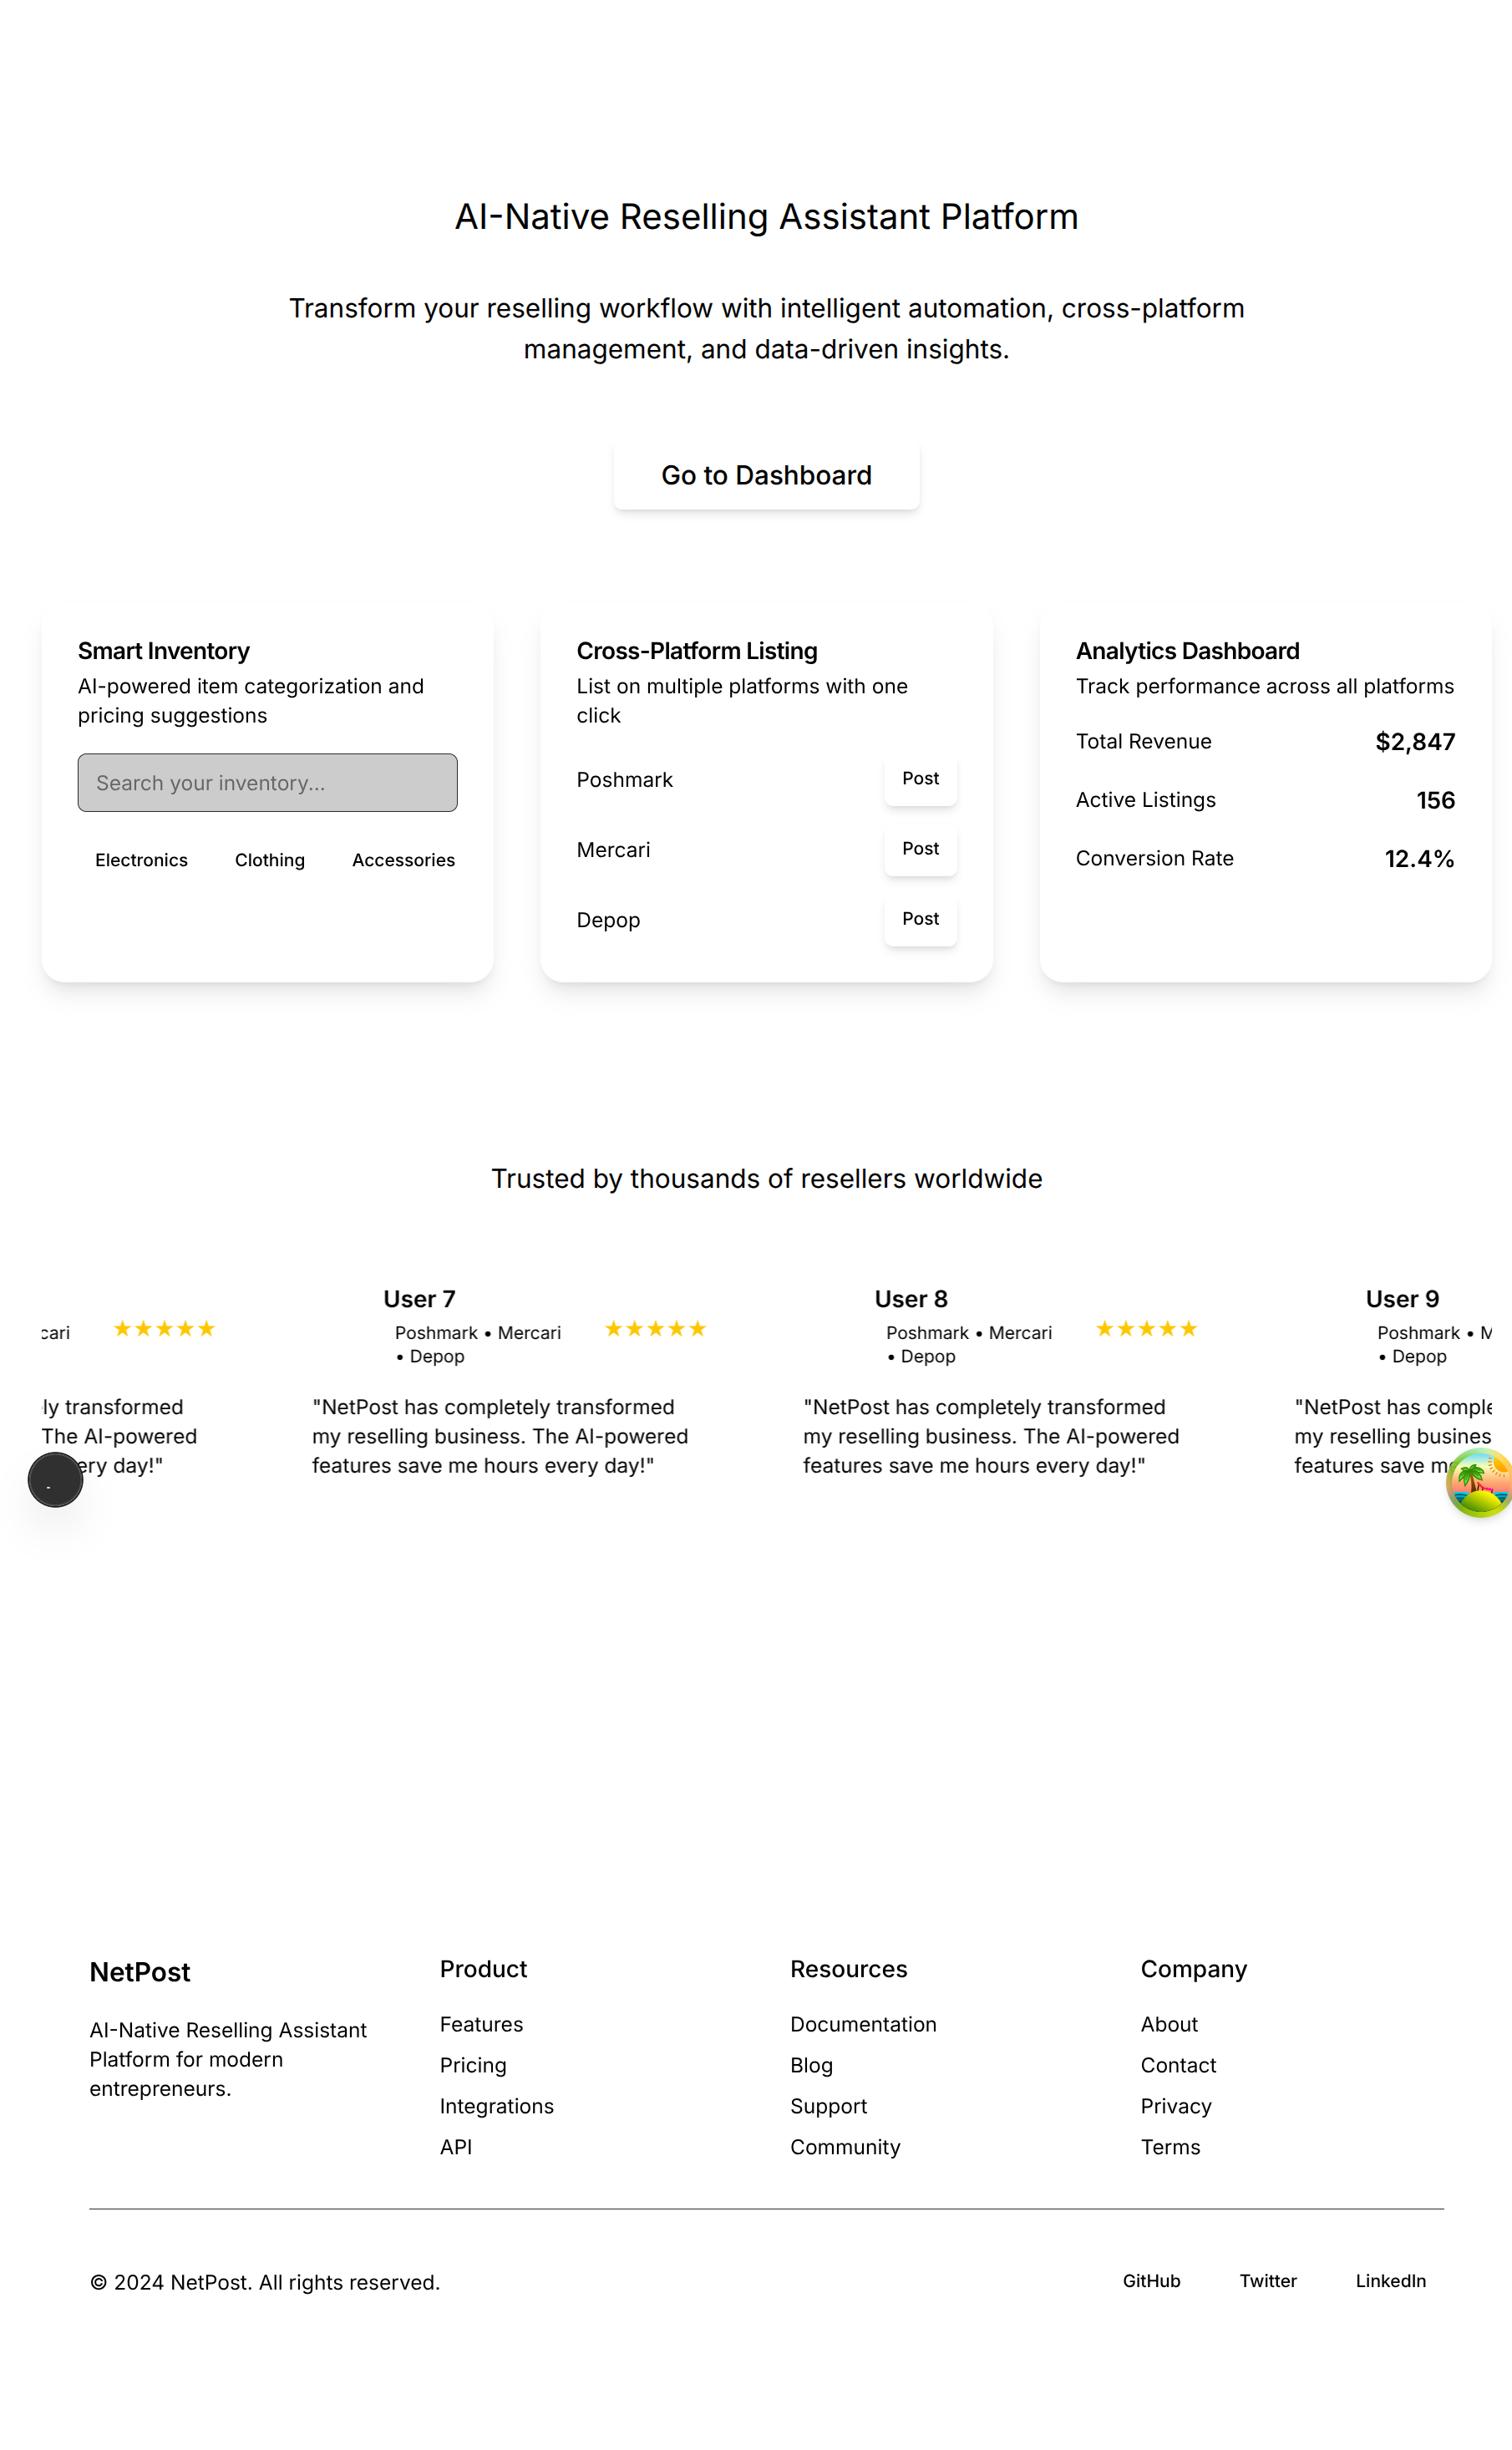 AI-Native Reselling Assistant Platform
Transform your reselling workflow with intelligent automation, cross-platform
management, and data-driven insights.
Go to Dashboard
Smart Inventory
AI-powered item categorization and
pricing suggestions
Search your inventory...
Electronics
Clothing
Accessories
Cross-Platform Listing
List on multiple platforms with one
click
Poshmark
Post
Mercari
Post
Depop
Post
Analytics Dashboard
Track performance across all platforms
Total Revenue
$2,847
Active Listings
156
Conversion Rate
12.4%
Trusted by thousands of resellers worldwide
cari
★★★★★
ly transformed
The AI-powered
ery day!"
User 7
Poshmark • Mercari
• Depop
★★★★★
"NetPost has completely transformed
my reselling business. The AI-powered
features save me hours every day!"
User 8
Poshmark • Mercari
• Depop
★★★★★
"NetPost has completely transformed
my reselling business. The AI-powered
features save me hours every day!"
User 9
Poshmark • M
• Depop
"NetPost has comple
my reselling busines
features save m
NetPost
AI-Native Reselling Assistant
Platform for modern
entrepreneurs.
Product
Features
Pricing
Integrations
API
Resources
Documentation
Blog
Support
Community
Company
About
Contact
Privacy
Terms
© 2024 NetPost. All rights reserved.
GitHub
Twitter
LinkedIn